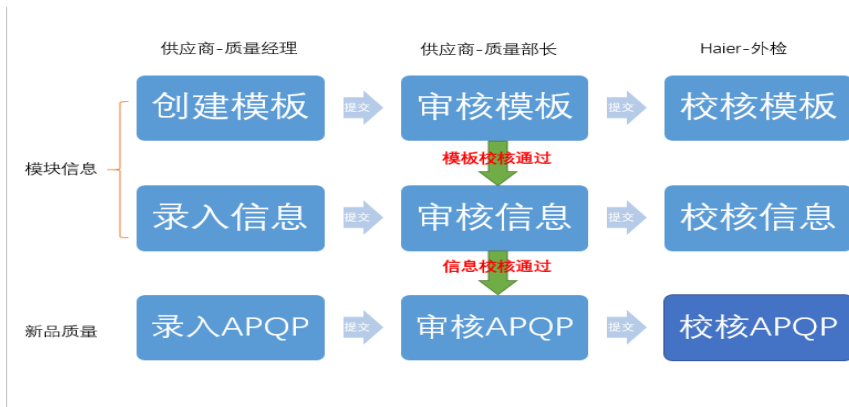 供应商-质量经理
供应商-质量部长
Haier-外检
创建模板
提交
审核模板
提交
校核模板
模板校核通过
模块信息
录入信息
提交
审核信息
提交
校核信息
信息校核通过
新品质量
录入APQP
提交
审核APQP
提交
校核APQP